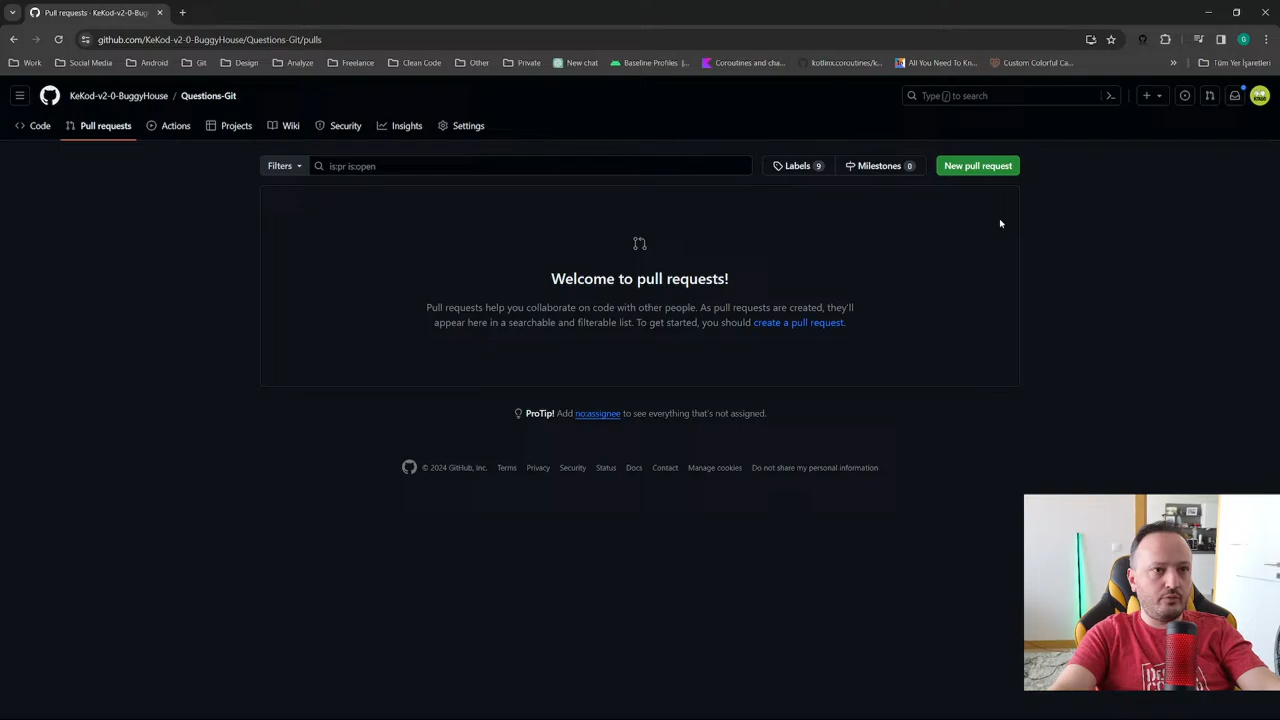 Pull requests · KeKod-v2-0-Bug
github.com/KeKod-v2-0-BuggyHouse/Questions-Git/pulls
Work Social Media Android Git Design Analyze Freelance Clean Code Other Private New chat Baseline Profiles |... Coroutines and cha... kotlinx.coroutines/k... All You Need To Kn... Custom Colorful Ca... » Tüm Yer İşaretleri
KeKod-v2-0-BuggyHouse / Questions-Git Type / to search
Code Pull requests Actions Projects Wiki Security Insights Settings
Filters is:pr is:open Labels 9 Milestones 0 New pull request
Welcome to pull requests!
Pull requests help you collaborate on code with other people. As pull requests are created, they'll
appear here in a searchable and filterable list. To get started, you should create a pull request.
ProTip! Add no:assignee to see everything that's not assigned.
© 2024 GitHub, Inc. Terms Privacy Security Status Docs Contact Manage cookies Do not share my personal information